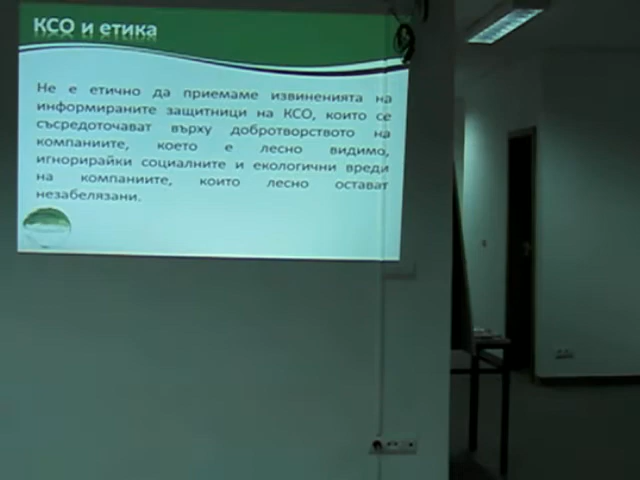 КСО и етика
Не е етично да приемаме извиненията на
информираните защитници на КСО, които се
съсредоточават върху добротворството на
компаниите, което е лесно видимо,
игнорирайки социалните и екологични вреди
на компаниите, които лесно остават
незабелязани.